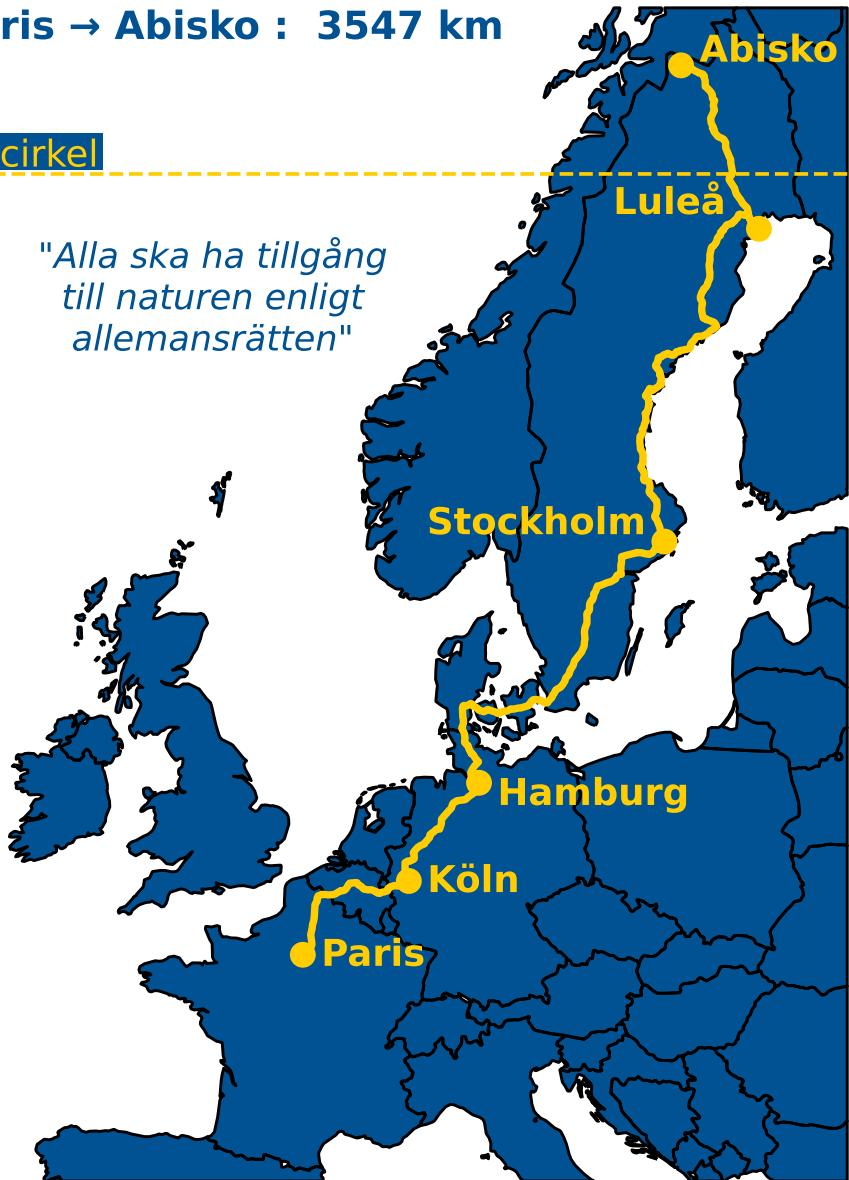 ris → Abisko : 3547 km
Abisko
cirkel
Luleå
"Alla ska ha tillgång
till naturen enligt
allemansrätten"
Stockholm
Hamburg
Köln
Paris